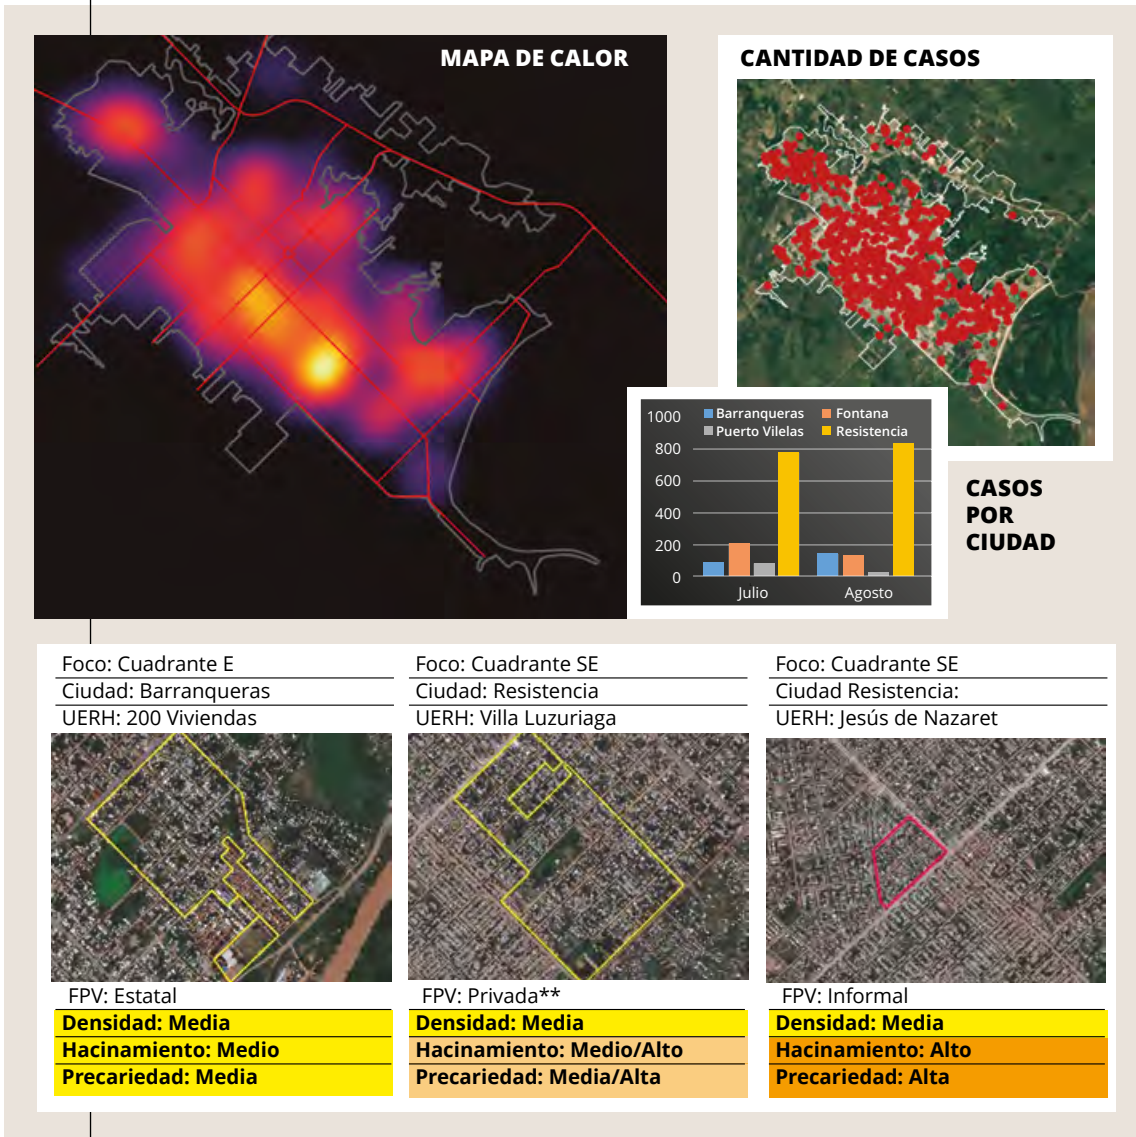 MAPA DE CALOR
CANTIDAD DE CASOS
1000
800
600
400
200
0
Barranqueras
Fontana
Puerto Vilelas
Resistencia
Julio
Agosto
CASOS
POR
CIUDAD
Foco: Cuadrante E
Ciudad: Barranqueras
UERH: 200 Viviendas
FPV: Estatal
Densidad: Media
Hacinamiento: Medio
Precariedad: Media
Foco: Cuadrante SE
Ciudad: Resistencia
UERH: Villa Luzuriaga
FPV: Privada**
Densidad: Media
Hacinamiento: Medio/Alto
Precariedad: Media/Alta
Foco: Cuadrante SE
Ciudad Resistencia:
UERH: Jesús de Nazaret
FPV: Informal
Densidad: Media
Hacinamiento: Alto
Precariedad: Alta